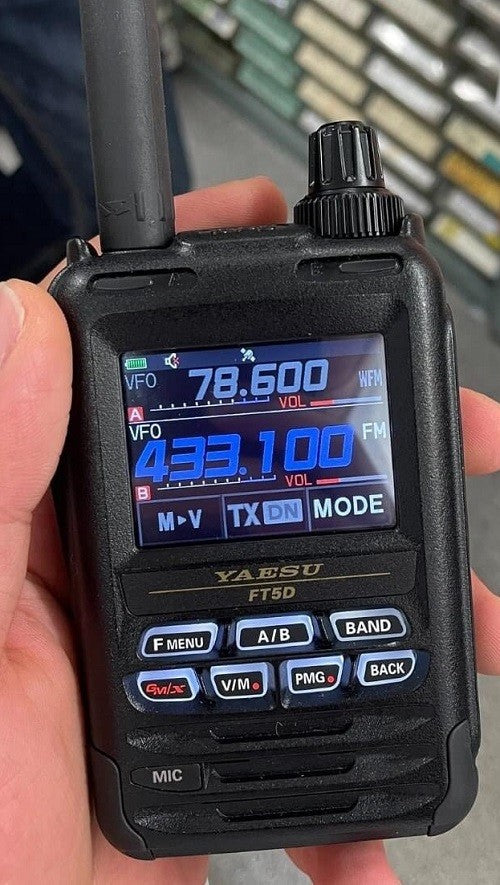 A B
VFO 78.600 WFM
A VOL
VFO 433.100 FM
B VOL
M▸V TX DN MODE
YAESU
FT5D
F MENU A/B BAND
GM/X V/M PMG BACK
MIC